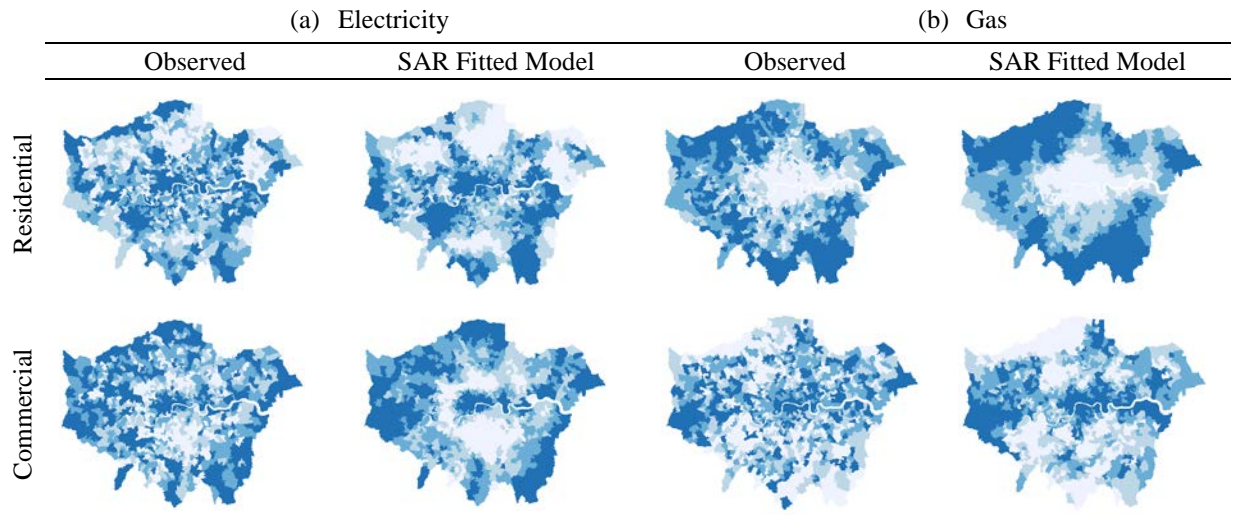 (a) Electricity
(b) Gas
Observed
SAR Fitted Model
Observed
SAR Fitted Model
Residential
Commercial